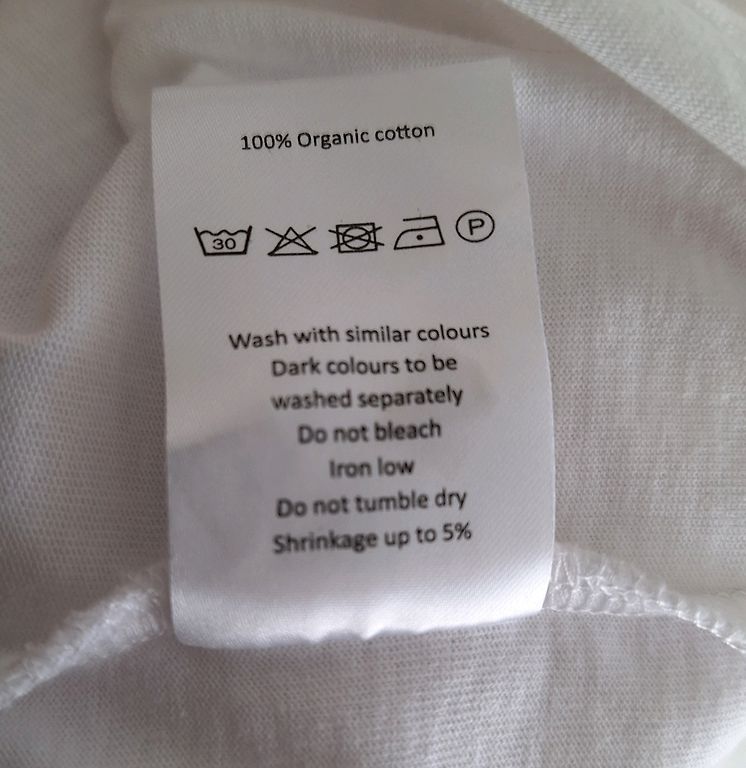 100% Organic cotton
30 P
Wash with similar colours
Dark colours to be
washed separately
Do not bleach
Iron low
Do not tumble dry
Shrinkage up to 5%